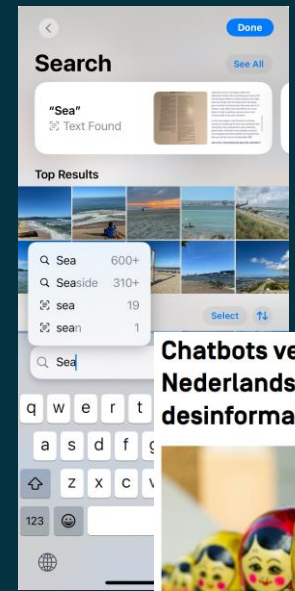 Done
Search
See All
"Sea"
Text Found
Top Results
Sea 600+
Seaside 310+
sea 19
sean 1
Select
Sea
Chatbots ve
Nederlands
desinforma
q w e r t
a s d f g
z x c v
123